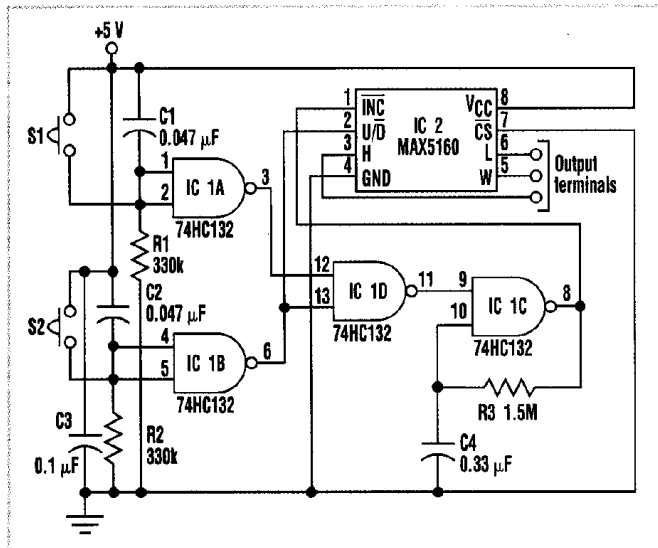 +5 V
C1
0.047 µF
S1
1
2
IC 1A
3
74HC132
R1
330k
1
2
3
4
INC
U/D
H
GND
IC 2
MAX5160
VCC
CS
L
W
8
7
6
5
Output
terminals
12
13
IC 1D
11
74HC132
9
10
IC 1C
8
74HC132
S2
C2
0.047 µF
4
5
IC 1B
6
74HC132
R3 1.5M
C3
0.1 µF
R2
330k
C4
0.33 µF